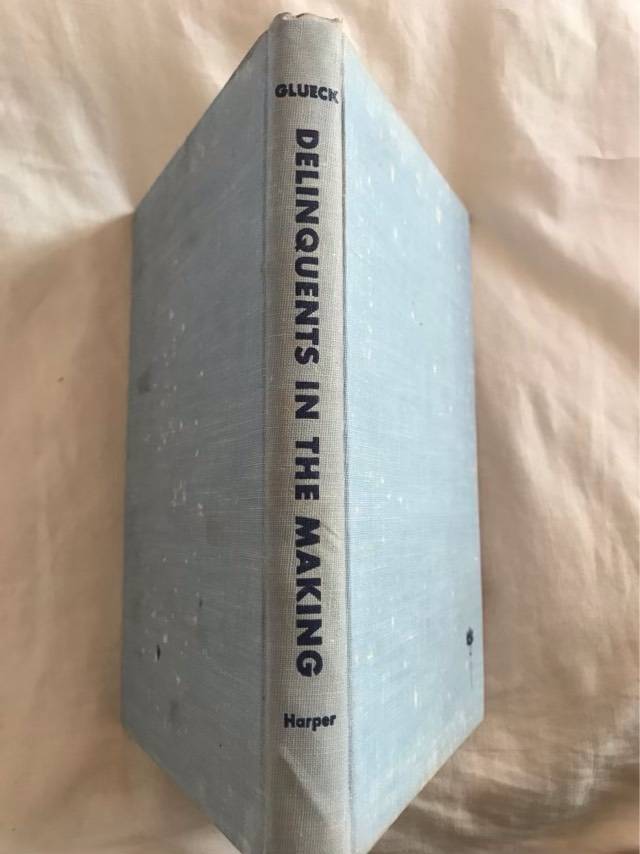 GLUECK
DELINQUENTS IN THE MAKING
Harper